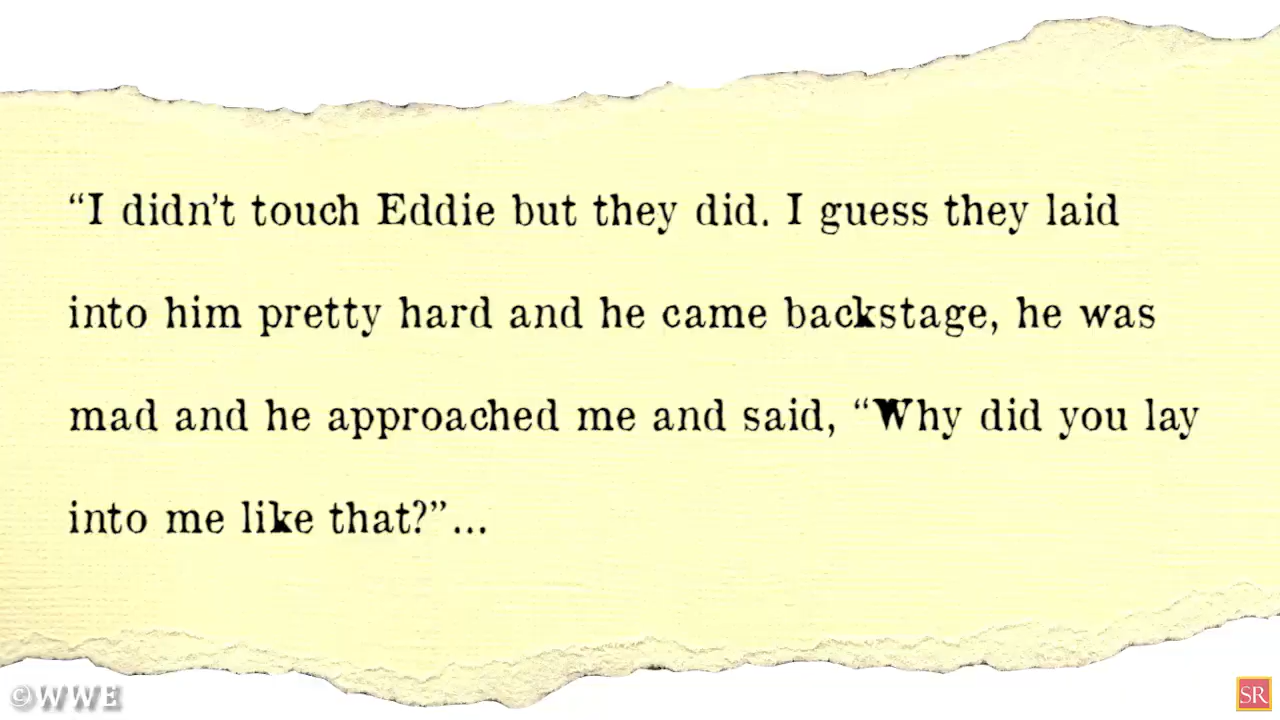 “I didn’t touch Eddie but they did. I guess they laid
into him pretty hard and he came backstage, he was
mad and he approached me and said, “Why did you lay
into me like that?”...
©WWE
SR